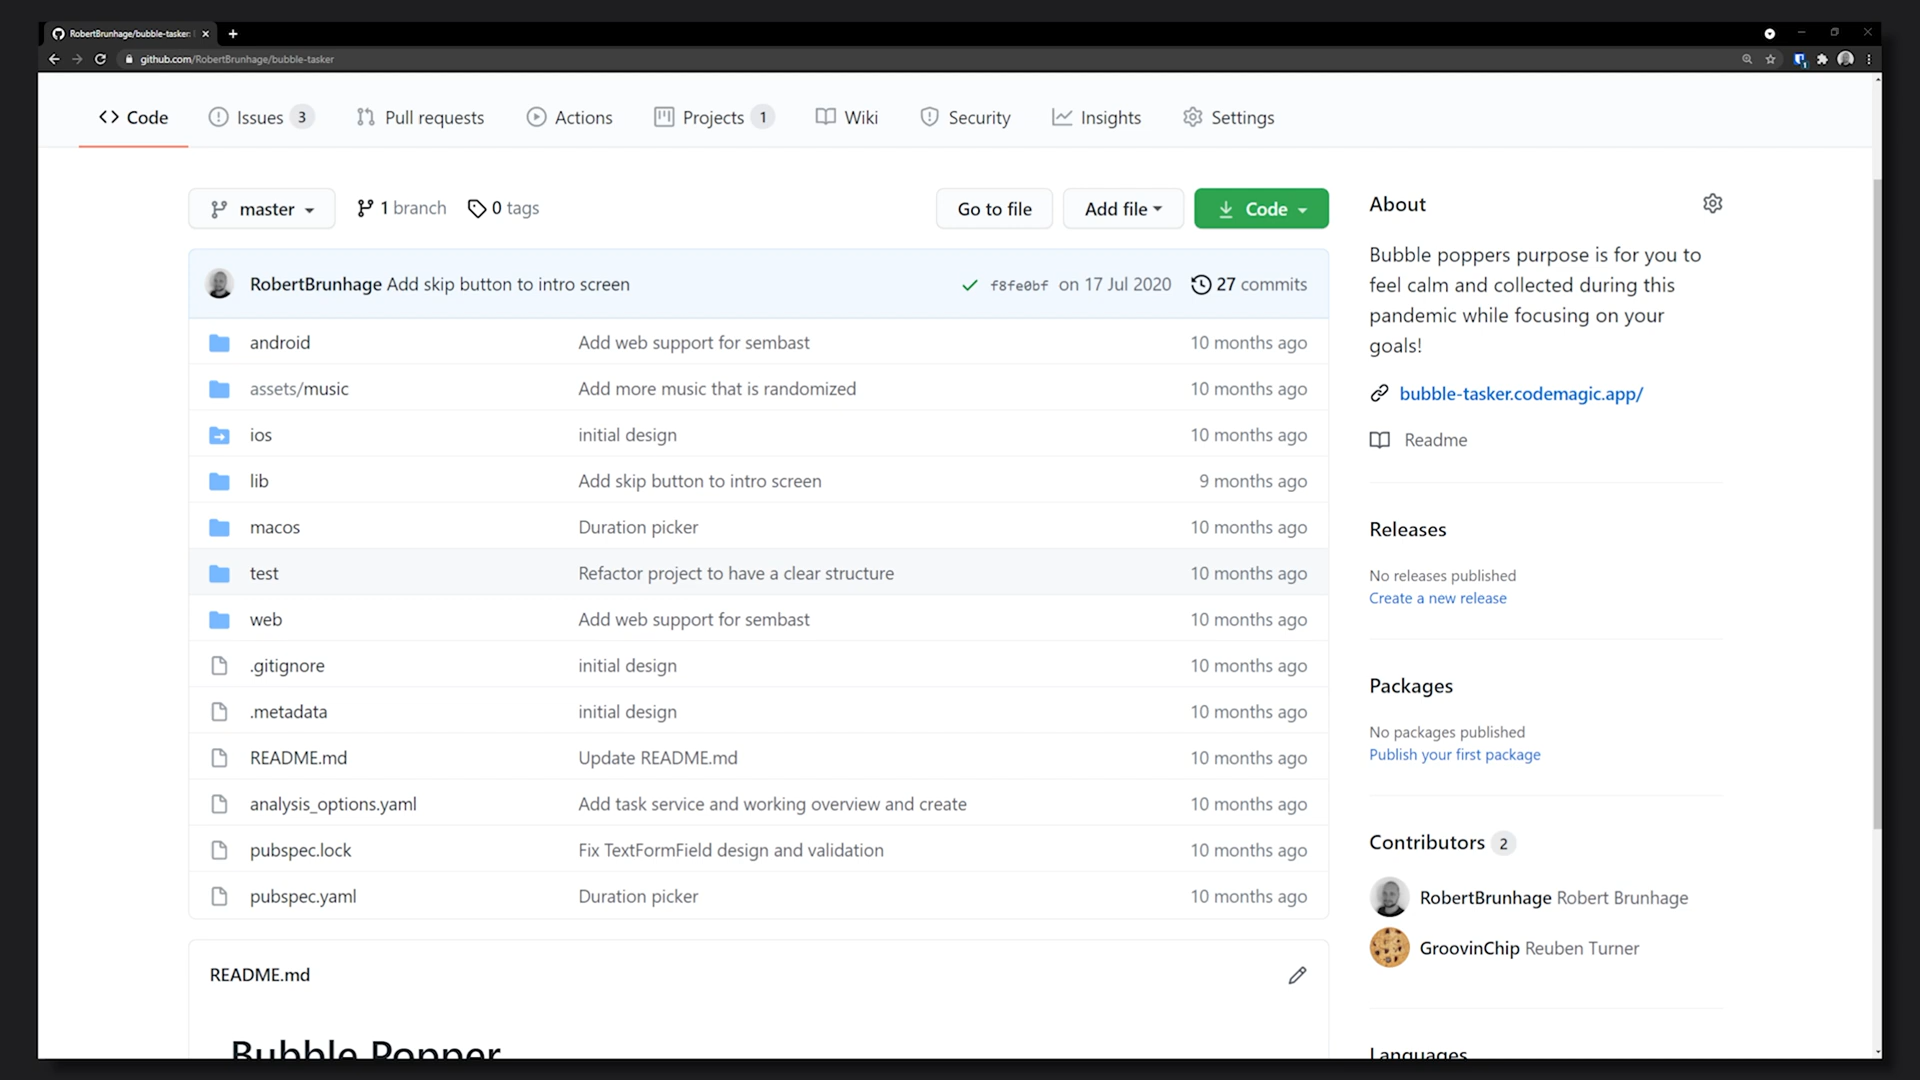 RobertBrunhage/bubble-tasker:
github.com/RobertBrunhage/bubble-tasker
Code
Issues 3
Pull requests
Actions
Projects 1
Wiki
Security
Insights
Settings
master
1 branch
0 tags
Go to file
Add file
Code
RobertBrunhage Add skip button to intro screen
f8fe0bf on 17 Jul 2020
27 commits
android Add web support for sembast 10 months ago
assets/music Add more music that is randomized 10 months ago
ios initial design 10 months ago
lib Add skip button to intro screen 9 months ago
macos Duration picker 10 months ago
test Refactor project to have a clear structure 10 months ago
web Add web support for sembast 10 months ago
.gitignore initial design 10 months ago
.metadata initial design 10 months ago
README.md Update README.md 10 months ago
analysis_options.yaml Add task service and working overview and create 10 months ago
pubspec.lock Fix TextFormField design and validation 10 months ago
pubspec.yaml Duration picker 10 months ago
README.md
Bubble Popper
About
Bubble poppers purpose is for you to
feel calm and collected during this
pandemic while focusing on your
goals!
bubble-tasker.codemagic.app/
Readme
Releases
No releases published
Create a new release
Packages
No packages published
Publish your first package
Contributors 2
RobertBrunhage Robert Brunhage
GroovinChip Reuben Turner
Languages